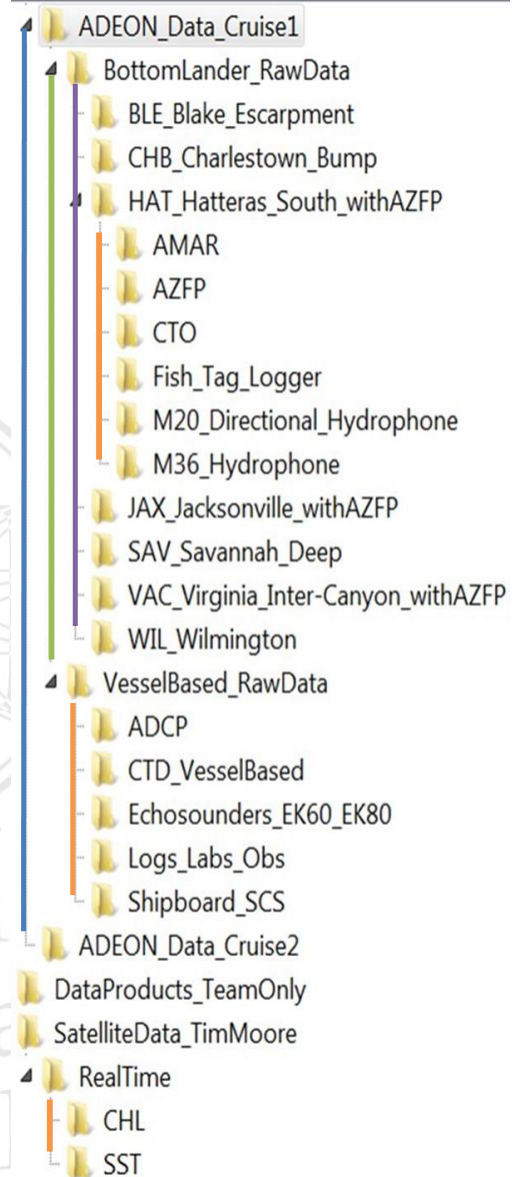 ADEON_Data_Cruise1
BottomLander_RawData
BLE_Blake_Escarpment
CHB_Charlestown_Bump
HAT_Hatteras_South_withAZFP
AMAR
AZFP
CTO
Fish_Tag_Logger
M20_Directional_Hydrophone
M36_Hydrophone
JAX_Jacksonville_withAZFP
SAV_Savannah_Deep
VAC_Virginia_Inter-Canyon_withAZFP
WIL_Wilmington
VesselBased_RawData
ADCP
CTD_VesselBased
Echosounders_EK60_EK80
Logs_Labs_Obs
Shipboard_SCS
ADEON_Data_Cruise2
DataProducts_TeamOnly
SatelliteData_TimMoore
RealTime
CHL
SST